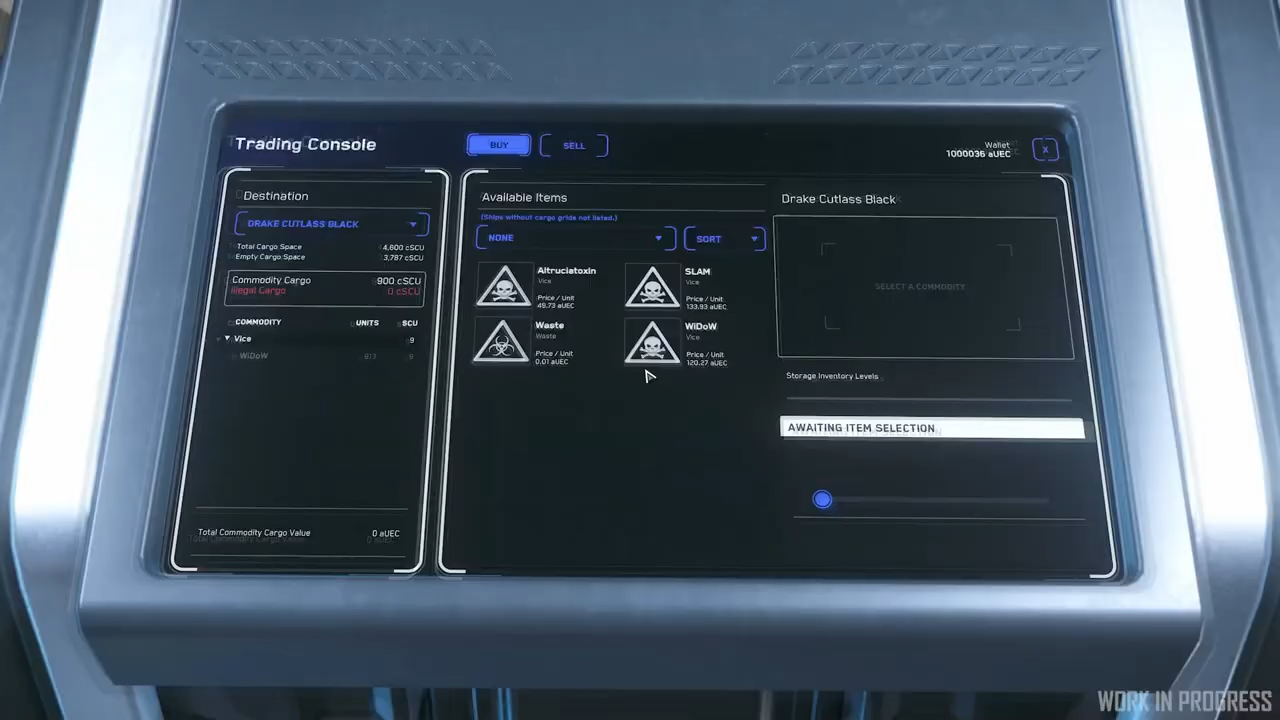 Trading Console
BUY
SELL
Wallet
1000036 aUEC
X
Destination
DRAKE CUTLASS BLACK
Total Cargo Space 4,600 cSCU
Empty Cargo Space 3,787 cSCU
Commodity Cargo 900 cSCU
Illegal Cargo 0 cSCU
COMMODITY UNITS SCU
Vice 9
WiDoW 9
Total Commodity Cargo Value 0 aUEC
Available Items
(Ships without cargo grids not listed.)
NONE
SORT
Altruciatoxin
Vice
Price / Unit
49.73 aUEC
SLAM
Vice
Price / Unit
133.93 aUEC
Waste
Waste
Price / Unit
0.01 aUEC
WiDoW
Vice
Price / Unit
120.27 aUEC
Drake Cutlass Black
SELECT A COMMODITY
Storage Inventory Levels
AWAITING ITEM SELECTION
WORK IN PROGRESS